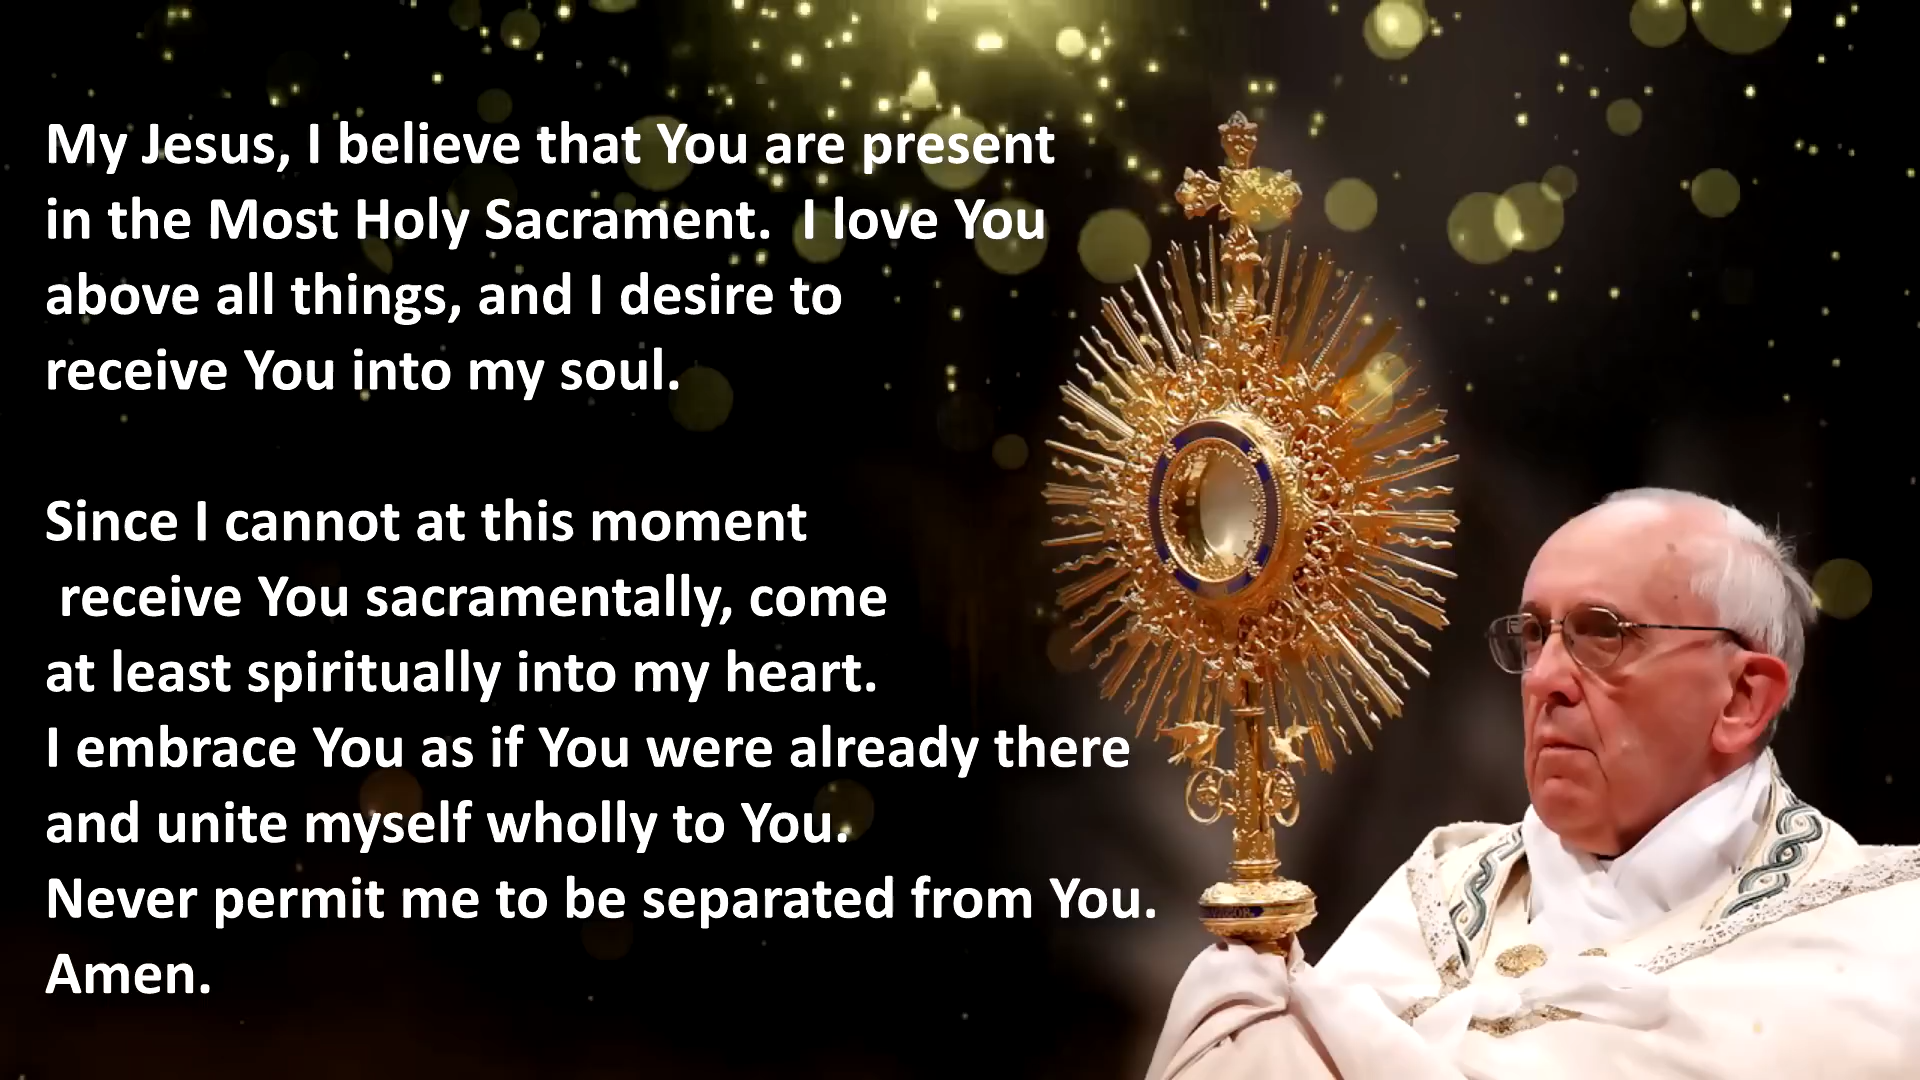 My Jesus, I believe that You are present
in the Most Holy Sacrament.  I love You
above all things, and I desire to
receive You into my soul.
Since I cannot at this moment
receive You sacramentally, come
at least spiritually into my heart.
I embrace You as if You were already there
and unite myself wholly to You.
Never permit me to be separated from You.
Amen.